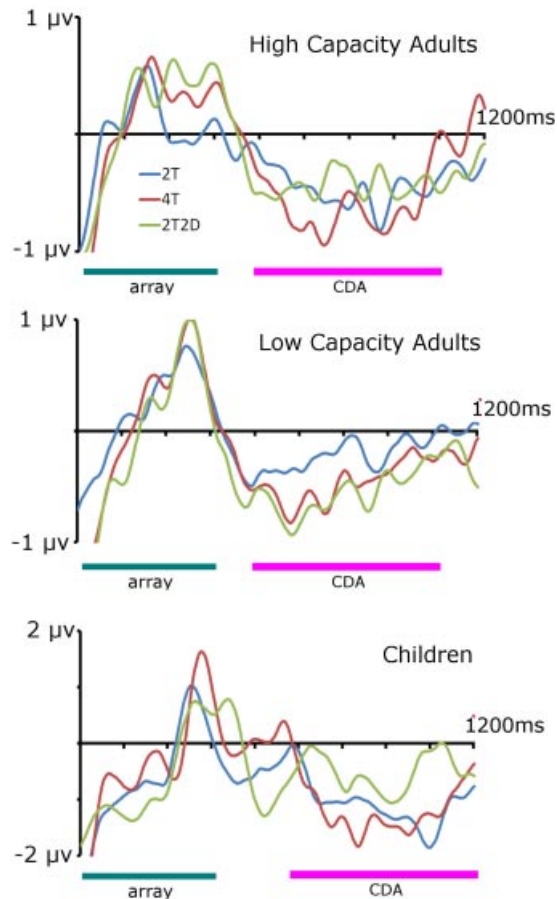 1 μv
High Capacity Adults
1200ms
2T
4T
2T2D
-1 μv
array
CDA
1 μv
Low Capacity Adults
1200ms
-1 μv
array
CDA
2 μv
Children
1200ms
-2 μv
array
CDA